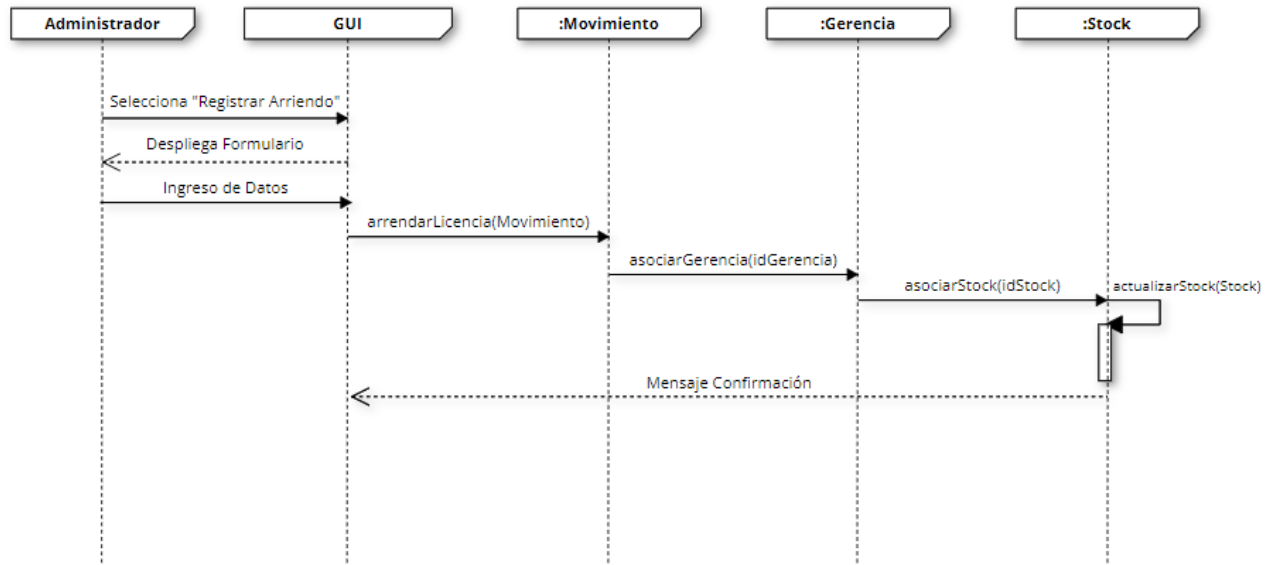 Administrador
GUI
:Movimiento
:Gerencia
:Stock
Selecciona "Registrar Arriendo"
Despliega Formulario
Ingreso de Datos
arrendarLicencia(Movimiento)
asociarGerencia(idGerencia)
asociarStock(idStock)
actualizarStock(Stock)
Mensaje Confirmación